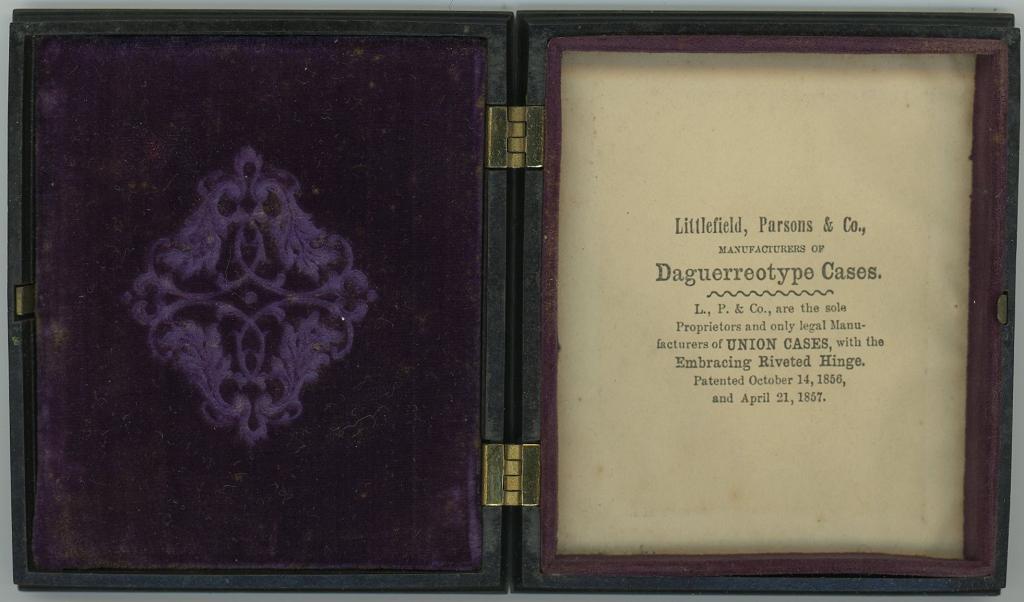 Littlefield, Parsons & Co.,
MANUFACTURERS OF
Daguerreotype Cases.
L., P. & Co., are the sole
Proprietors and only legal Manu-
facturers of UNION CASES, with the
Embracing Riveted Hinge.
Patented October 14, 1856,
and April 21, 1857.